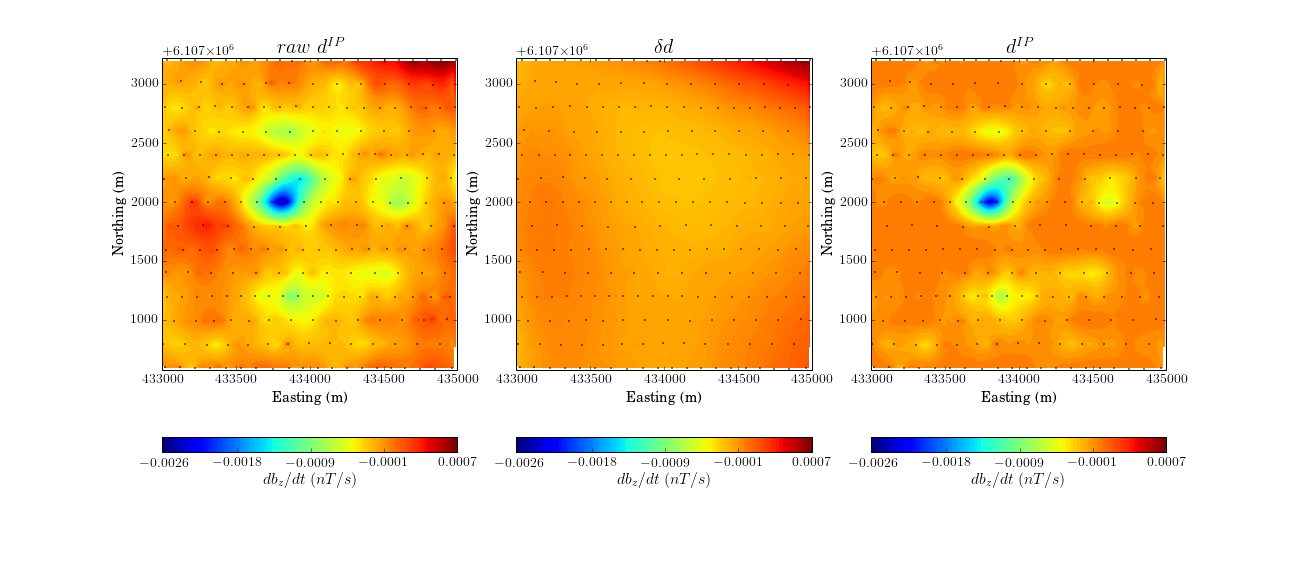 raw d^{IP}
+6.107×10⁶
3000
2500
2000
1500
1000
Northing (m)
433000 433500 434000 434500 435000
Easting (m)
−0.0026 −0.0018 −0.0009 −0.0001 0.0007
db_z/dt (nT/s)
δd
+6.107×10⁶
3000
2500
2000
1500
1000
Northing (m)
433000 433500 434000 434500 435000
Easting (m)
−0.0026 −0.0018 −0.0009 −0.0001 0.0007
db_z/dt (nT/s)
d^{IP}
+6.107×10⁶
3000
2500
2000
1500
1000
Northing (m)
433000 433500 434000 434500 435000
Easting (m)
−0.0026 −0.0018 −0.0009 −0.0001 0.0007
db_z/dt (nT/s)